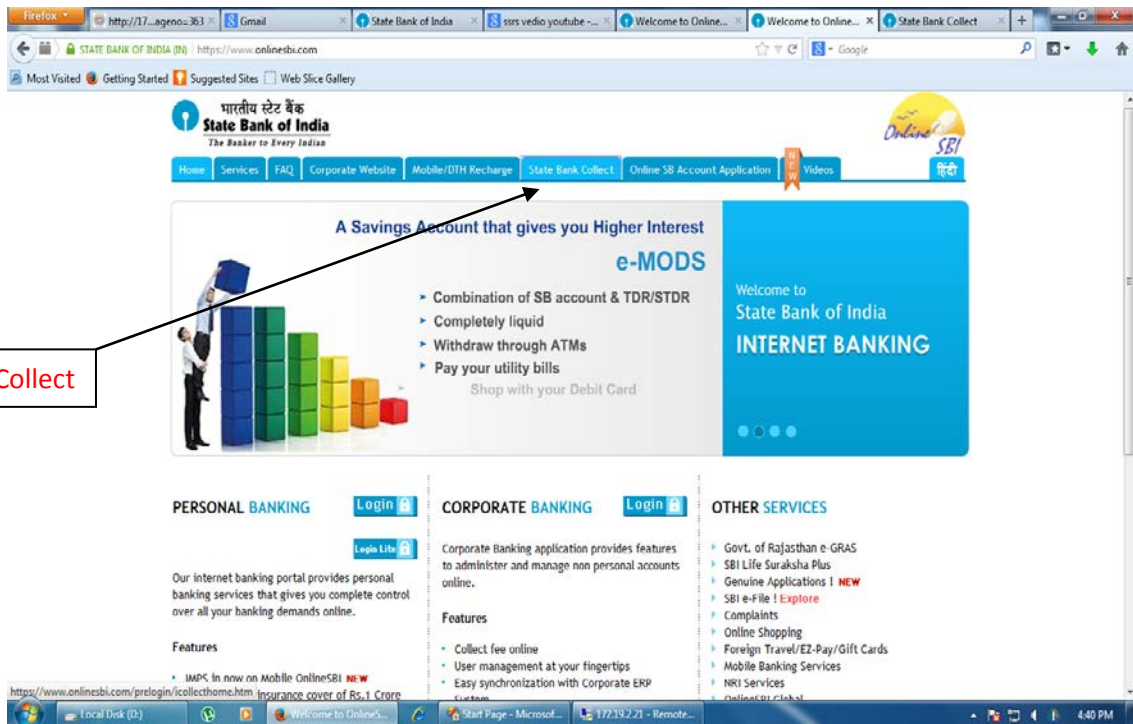 Firefox
http://17...ageno=363
Gmail
State Bank of India
ssrs vedio youtube -...
Welcome to Online...
Welcome to Online...
State Bank Collect
STATE BANK OF INDIA (IN)
https://www.onlinesbi.com
Google
Most Visited
Getting Started
Suggested Sites
Web Slice Gallery
भारतीय स्टेट बैंक
State Bank of India
The Banker to Every Indian
Online SBI
Home
Services
FAQ
Corporate Website
Mobile/DTH Recharge
State Bank Collect
Online SB Account Application
NEW
Videos
हिंदी
A Savings Account that gives you Higher Interest
e-MODS
Combination of SB account & TDR/STDR
Completely liquid
Withdraw through ATMs
Pay your utility bills
Shop with your Debit Card
Welcome to
State Bank of India
INTERNET BANKING
Collect
PERSONAL BANKING
Login
Login Lite
Our internet banking portal provides personal
banking services that gives you complete control
over all your banking demands online.
Features
IMPS in now on Mobile OnlineSBI NEW
insurance cover of Rs.1 Crore
CORPORATE BANKING
Login
Corporate Banking application provides features
to administer and manage non personal accounts
online.
Features
Collect fee online
User management at your fingertips
Easy synchronization with Corporate ERP
System
OTHER SERVICES
Govt. of Rajasthan e-GRAS
SBI Life Suraksha Plus
Genuine Applications ! NEW
SBI e-File ! Explore
Complaints
Online Shopping
Foreign Travel/EZ-Pay/Gift Cards
Mobile Banking Services
NRI Services
OnlineSBI Global
https://www.onlinesbi.com/prelogin/icollecthome.htm
Local Disk (D:)
Welcome to OnlineS...
Start Page - Microsof...
172.19.2.21 - Remote...
4:40 PM